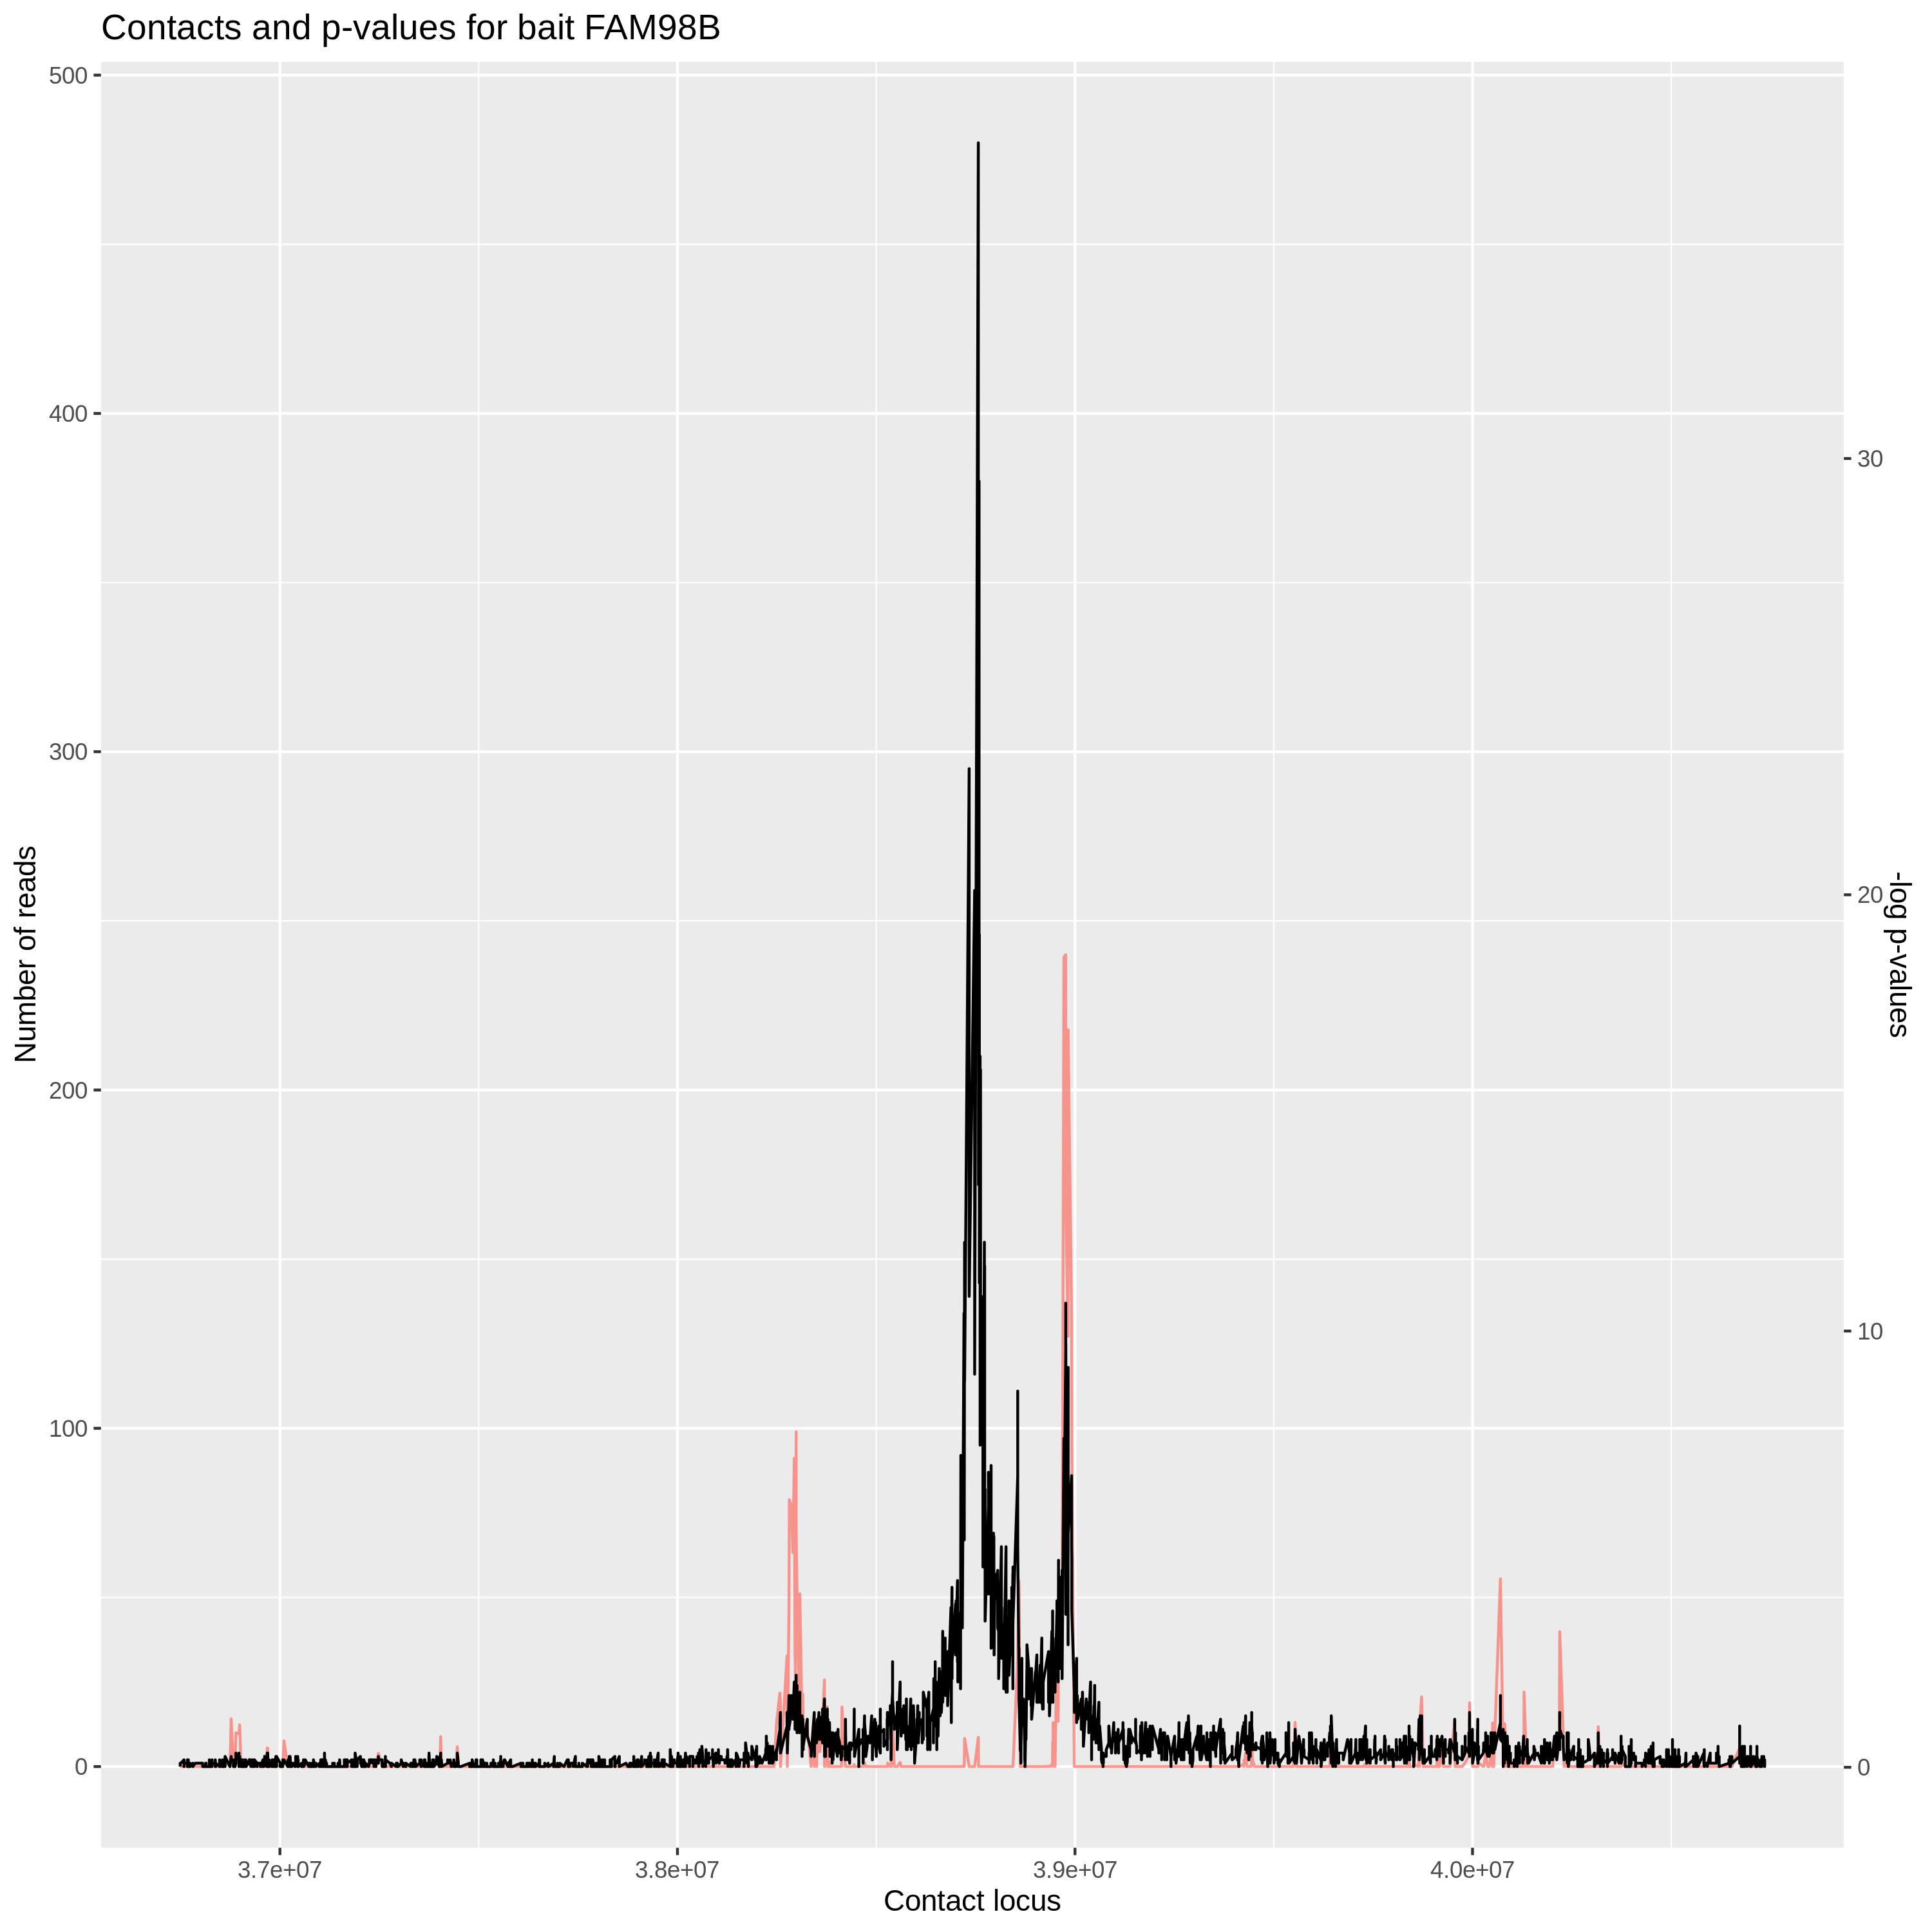 Contacts and p-values for bait FAM98B
500
400
300
200
100
0
Number of reads
30
20
10
0
-log p-values
3.7e+07
3.8e+07
3.9e+07
4.0e+07
Contact locus